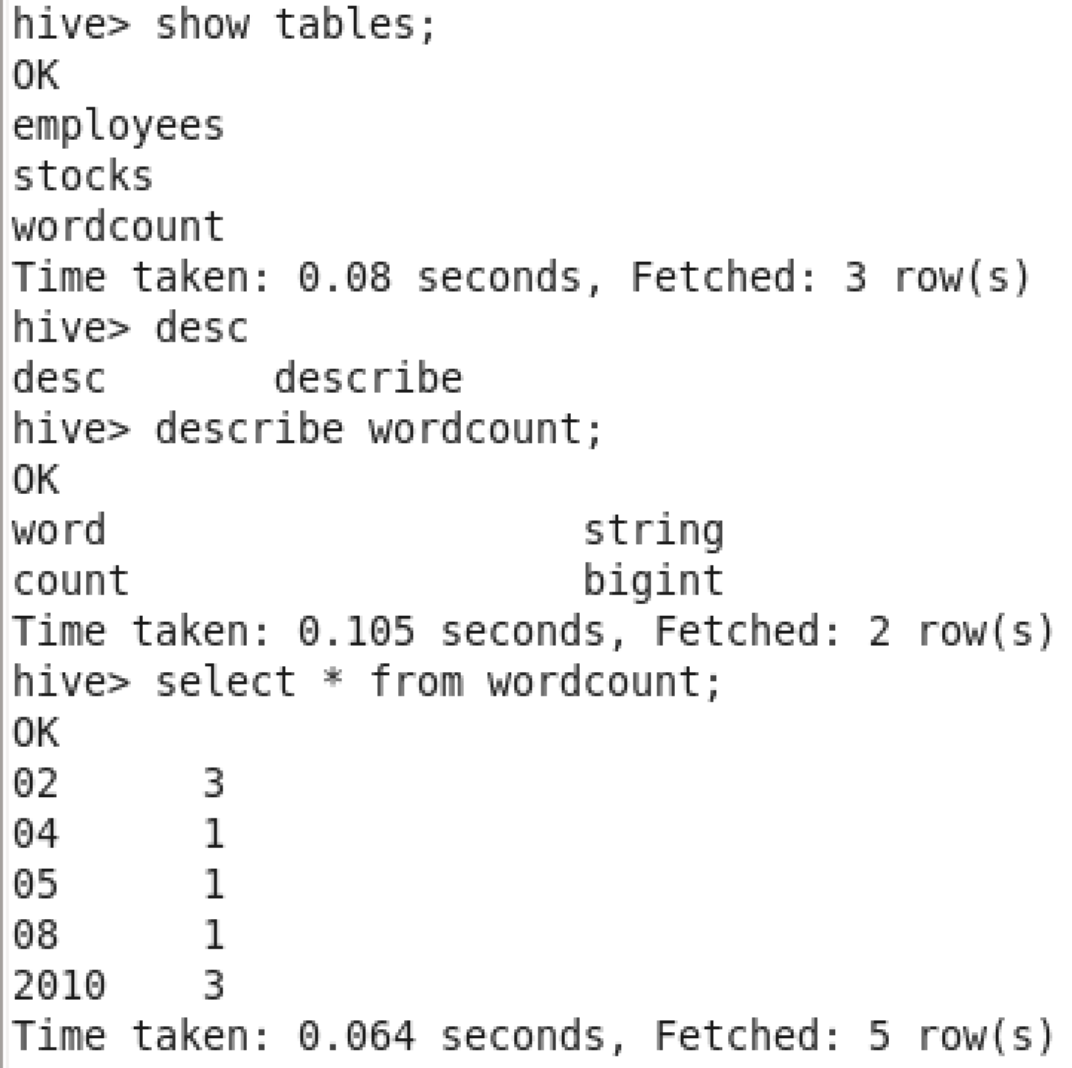 hive> show tables;
OK
employees
stocks
wordcount
Time taken: 0.08 seconds, Fetched: 3 row(s)
hive> desc
desc       describe
hive> describe wordcount;
OK
word                    string
count                   bigint
Time taken: 0.105 seconds, Fetched: 2 row(s)
hive> select * from wordcount;
OK
02      3
04      1
05      1
08      1
2010    3
Time taken: 0.064 seconds, Fetched: 5 row(s)